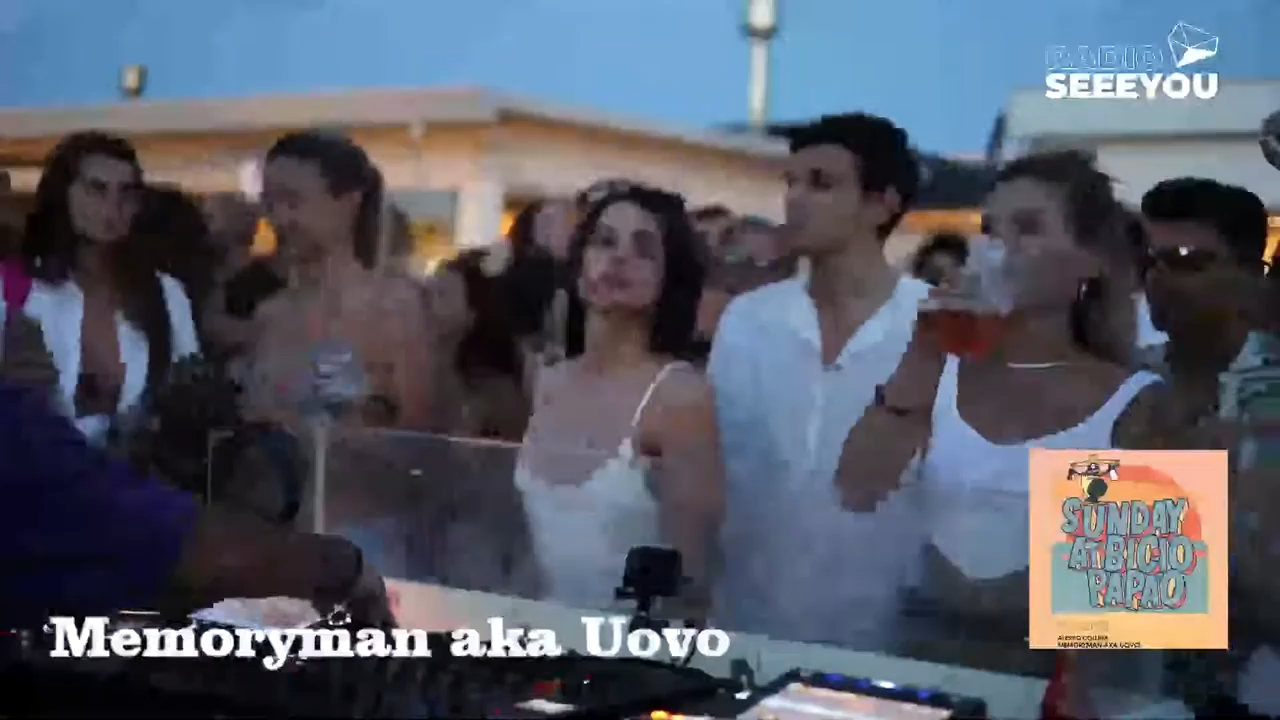 RADIO
SEEEYOU
SUNDAY
AT BICIO
PAPAO
MEMORYMAN AKA UOVO
Memoryman aka Uovo